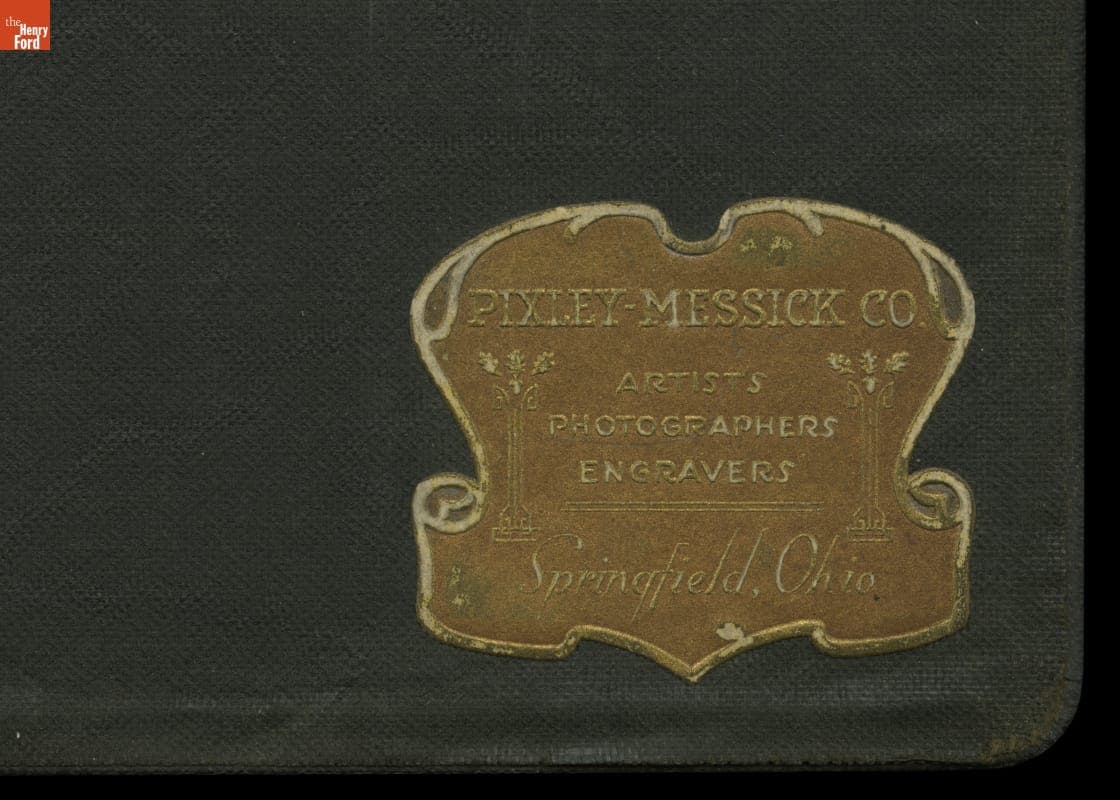 the
Henry
Ford
PIXLEY-MESSICK CO.
ARTISTS
PHOTOGRAPHERS
ENGRAVERS
Springfield, Ohio